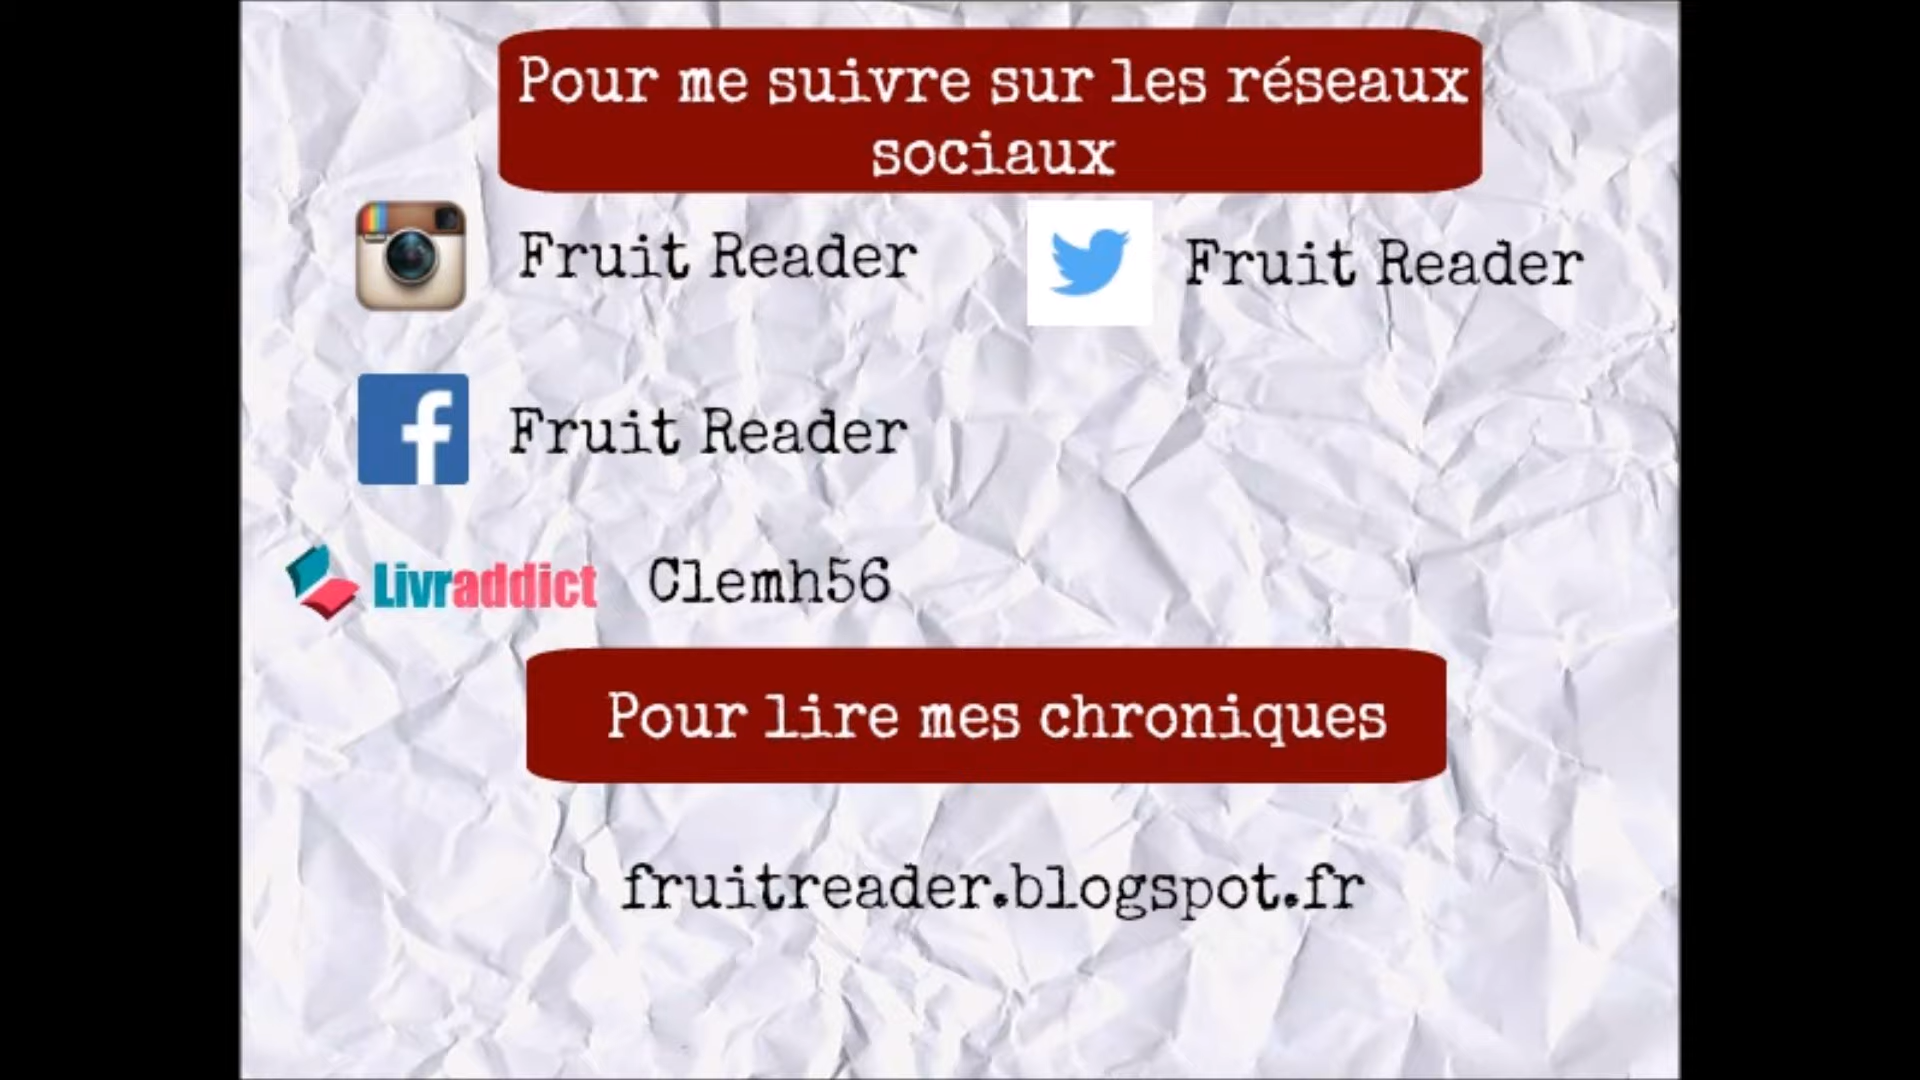 Pour me suivre sur les réseaux
sociaux
Fruit Reader
Fruit Reader
Fruit Reader
Livraddict
Clemh56
Pour lire mes chroniques
fruitreader.blogspot.fr